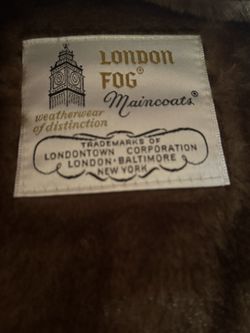 LONDON
FOG®
Maincoats®
weatherwear
of distinction
TRADEMARKS OF
LONDONTOWN CORPORATION
LONDON · BALTIMORE
NEW YORK